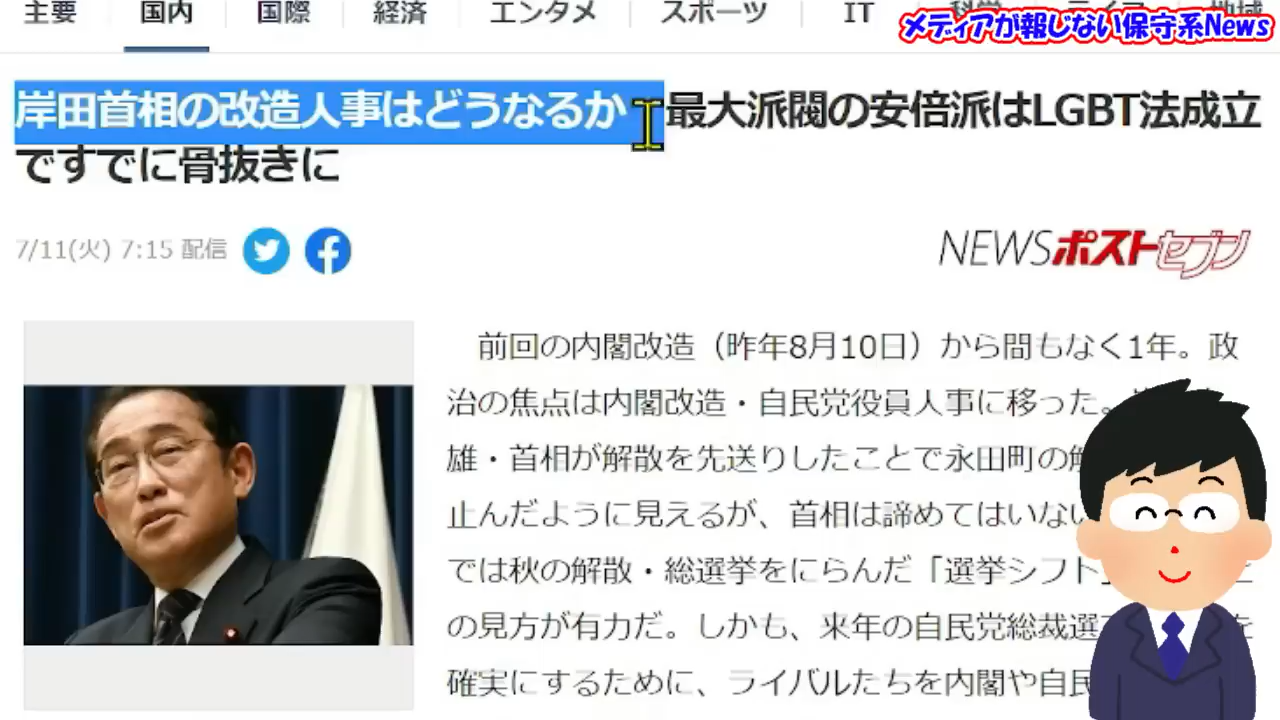 主要 国内 国際 経済 エンタメ スポーツ IT 科学 ライフ 地域
メディアが報じない保守系News
岸田首相の改造人事はどうなるか 最大派閥の安倍派はLGBT法成立
ですでに骨抜きに
7/11(火) 7:15 配信
NEWSポストセブン
前回の内閣改造（昨年8月10日）から間もなく1年。政
治の焦点は内閣改造・自民党役員人事に移った。
雄・首相が解散を先送りしたことで永田町の
止んだように見えるが、首相は諦めてはいない
では秋の解散・総選挙をにらんだ「選挙シフト
の見方が有力だ。しかも、来年の自民党総裁選 を
確実にするために、ライバルたちを内閣や自民